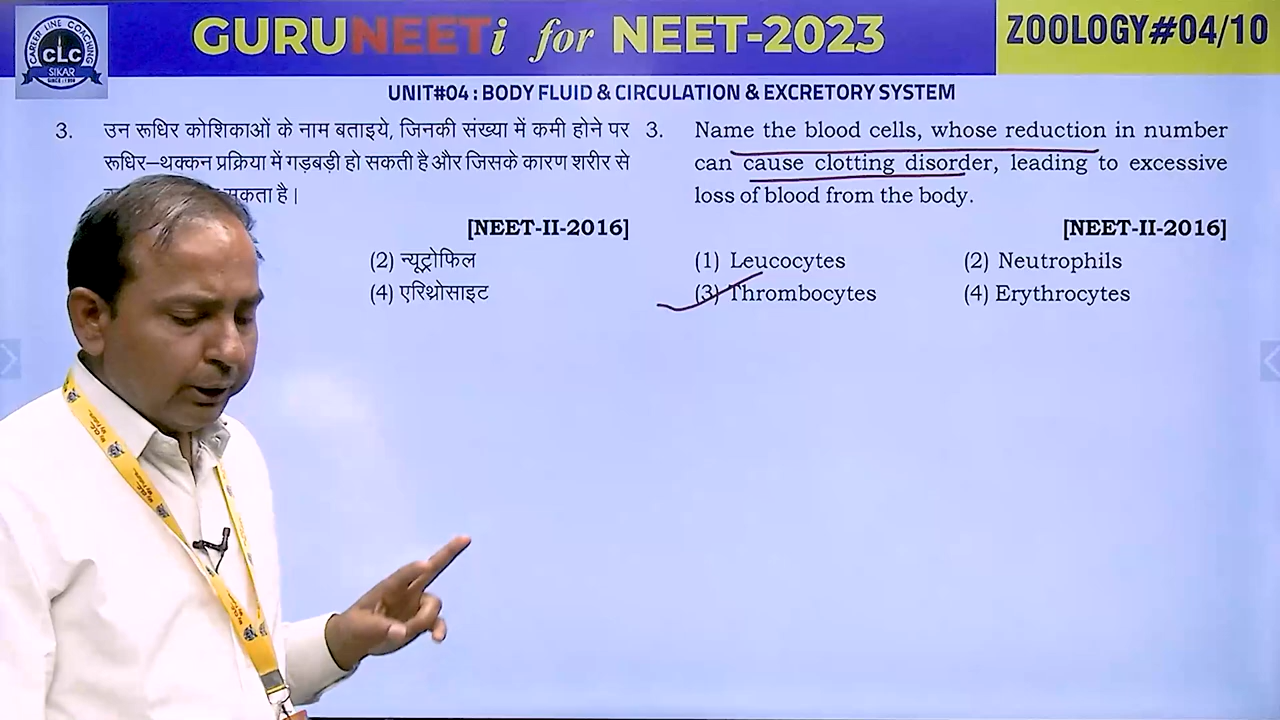 GURUNEETi for NEET-2023
ZOOLOGY#04/10
CAREER LINE COACHING
CLC
SIKAR
SINCE : 1996
UNIT#04 : BODY FLUID & CIRCULATION & EXCRETORY SYSTEM
3. उन रूधिर कोशिकाओं के नाम बताइये, जिनकी संख्या में कमी होने पर
रूधिर–थक्कन प्रक्रिया में गड़बड़ी हो सकती है और जिसके कारण शरीर से
सकता है।
[NEET-II-2016]
(2) न्यूट्रोफिल
(4) एरिथ्रोसाइट
3. Name the blood cells, whose reduction in number
can cause clotting disorder, leading to excessive
loss of blood from the body.
[NEET-II-2016]
(1) Leucocytes (2) Neutrophils
(3) Thrombocytes (4) Erythrocytes